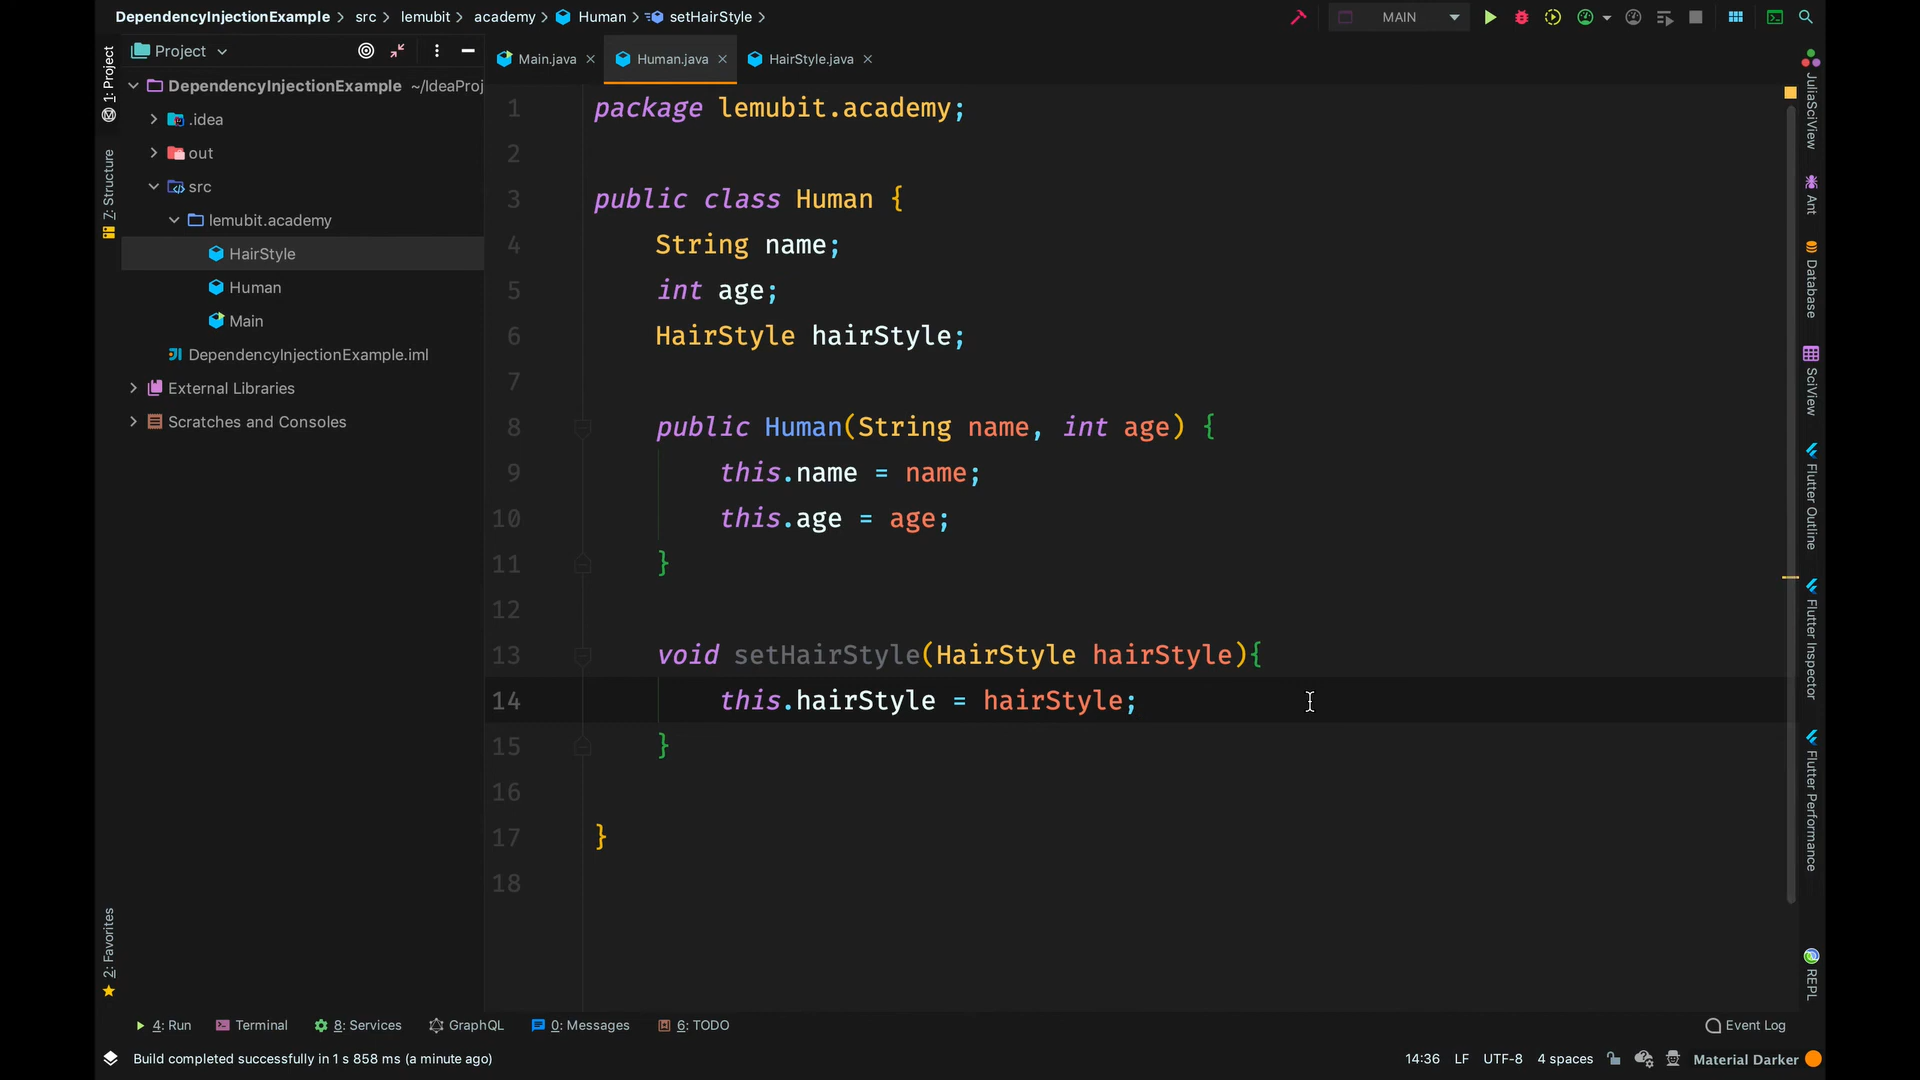 DependencyInjectionExample > src > lemubit > academy > Human > setHairStyle >
MAIN
1: Project
7: Structure
2: Favorites
Project
DependencyInjectionExample ~/IdeaProj
.idea
out
src
lemubit.academy
HairStyle
Human
Main
DependencyInjectionExample.iml
External Libraries
Scratches and Consoles
Main.java
Human.java
HairStyle.java
1 package lemubit.academy;
2
3 public class Human {
4 String name;
5 int age;
6 HairStyle hairStyle;
7
8 public Human(String name, int age) {
9 this.name = name;
10 this.age = age;
11 }
12
13 void setHairStyle(HairStyle hairStyle){
14 this.hairStyle = hairStyle;
15 }
16
17 }
18
JuliaSciView
Ant
Database
SciView
Flutter Outline
Flutter Inspector
Flutter Performance
REPL
4: Run
Terminal
8: Services
GraphQL
0: Messages
6: TODO
Event Log
Build completed successfully in 1 s 858 ms (a minute ago)
14:36 LF UTF-8 4 spaces Material Darker